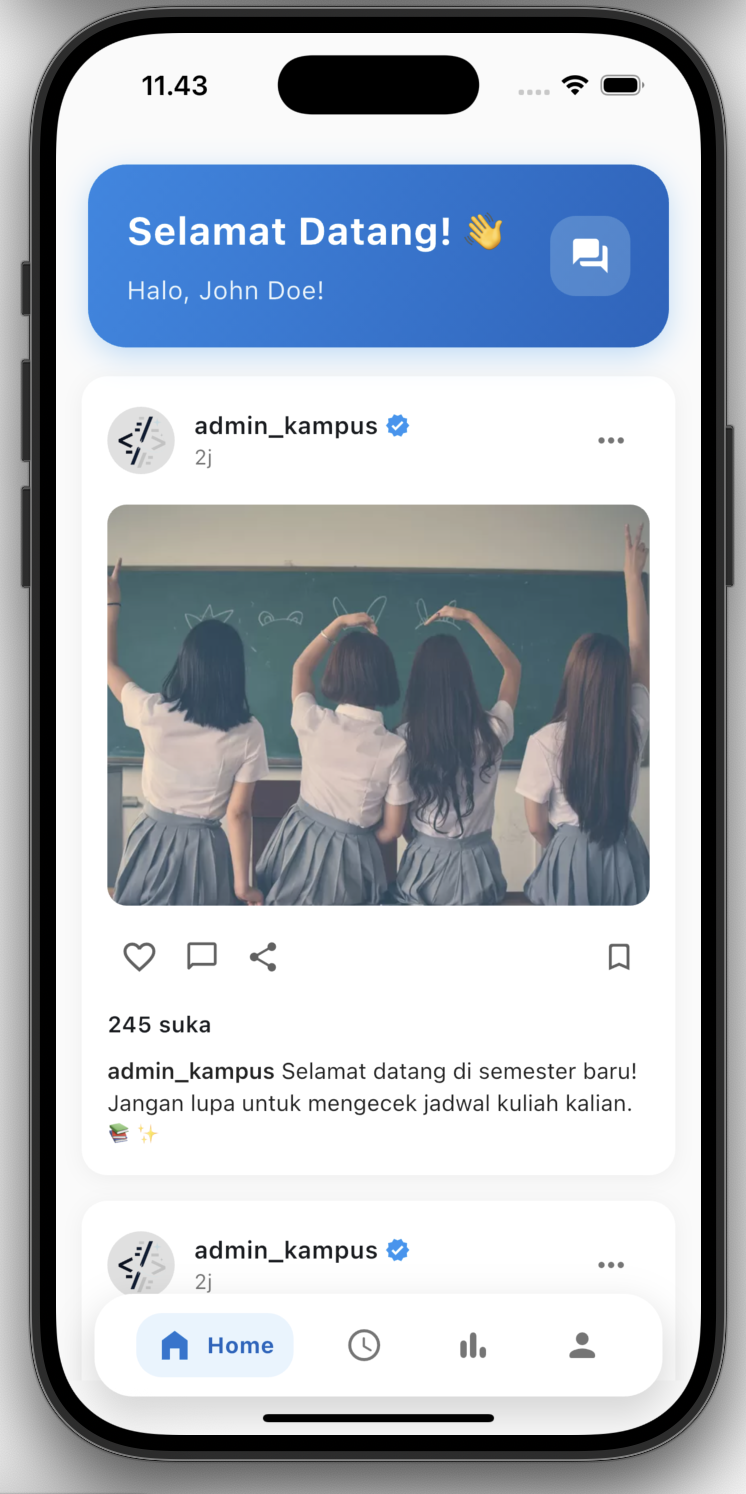 11.43
Selamat Datang! 👋
Halo, John Doe!
admin_kampus
2j
245 suka
admin_kampus Selamat datang di semester baru!
Jangan lupa untuk mengecek jadwal kuliah kalian.
📚 ✨
admin_kampus
2j
Home